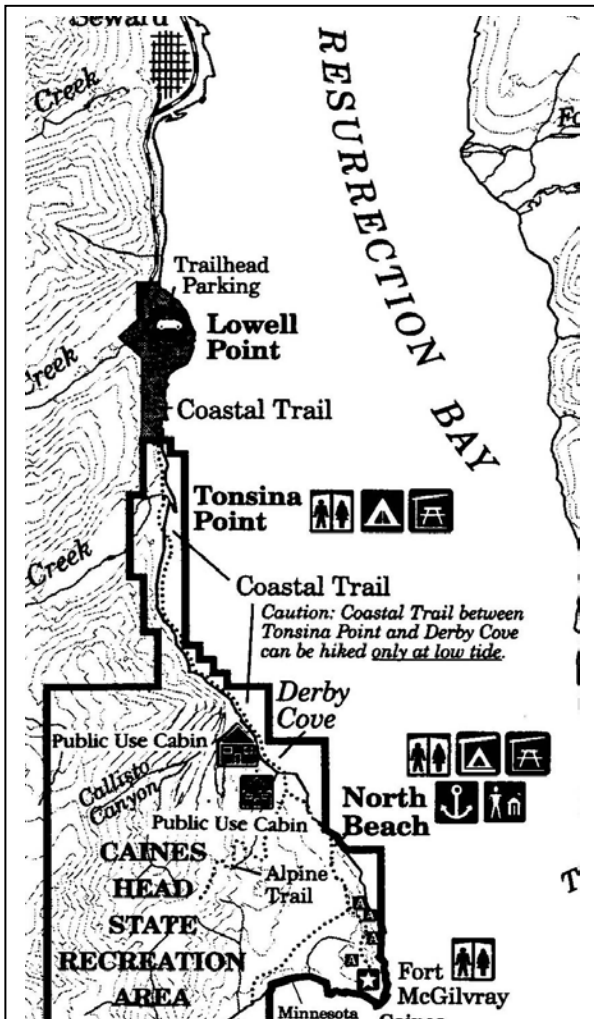 Seward
RESURRECTION BAY
Creek
Trailhead
Parking
Lowell
Point
Creek
Coastal Trail
Tonsina
Point
Creek
Coastal Trail
Caution: Coastal Trail between
Tonsina Point and Derby Cove
can be hiked only at low tide.
Derby
Cove
Public Use Cabin
Callisto
Canyon
North
Beach
Public Use Cabin
CAINES
HEAD
STATE
RECREATION
AREA
Alpine
Trail
Fort
McGilvray
Minnesota
Caines